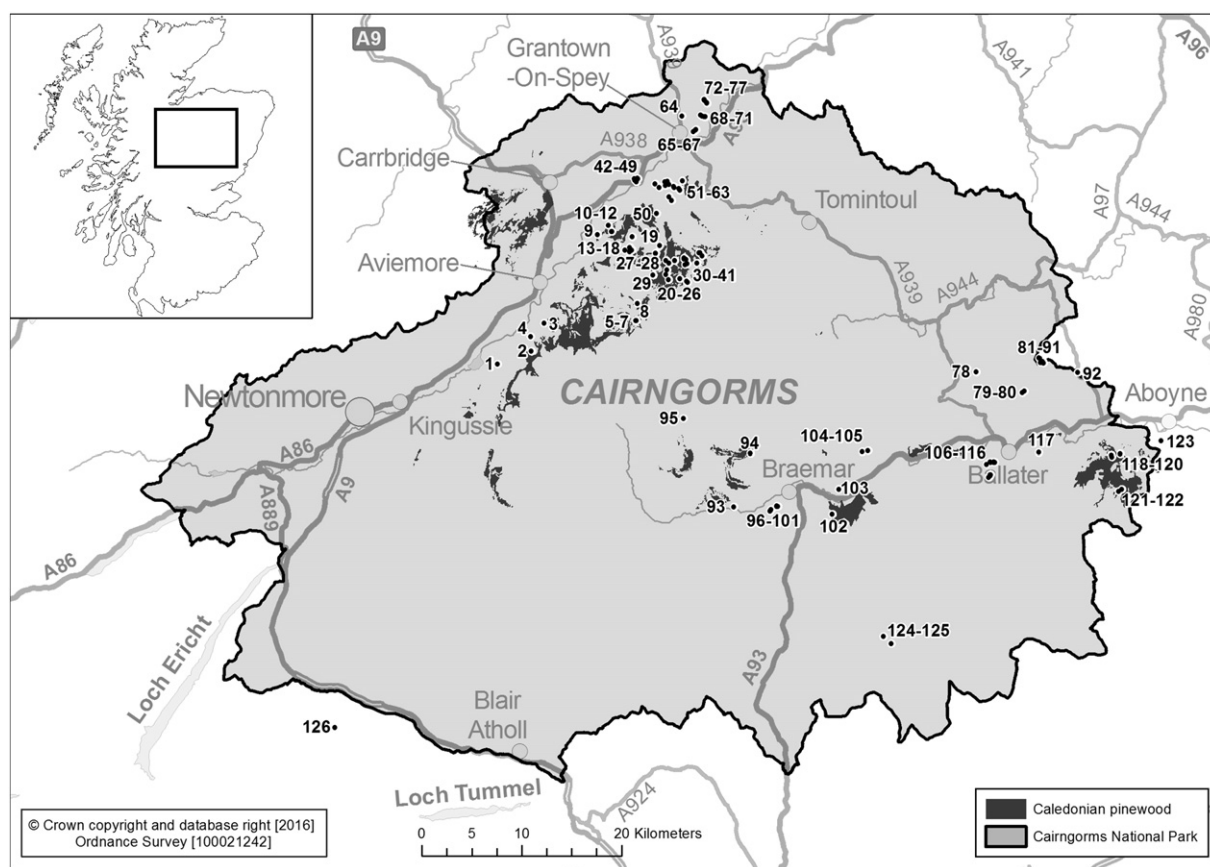 A9
A939
A941
A96
Grantown
-On-Spey
72-77
64
68-71
A95
65-67
A938
Carrbridge
42-49
51-63
A97
A944
Tomintoul
10-12
50
9
19
13-18
27-28
30-41
Aviemore
29
20-26
A939
A944
A980
8
5-7
3
4
2
1
81-91
78
92
79-80
Aboyne
CAIRNGORMS
Newtonmore
Kingussie
95
94
104-105
106-116
117
123
A86
Braemar
Ballater
118-120
103
121-122
93
96-101
102
A889
A9
A86
Loch Ericht
124-125
A93
126
Blair
Atholl
Loch Tummel
A924
© Crown copyright and database right [2016]
Ordnance Survey [100021242]
0 5 10 20 Kilometers
Caledonian pinewood
Cairngorms National Park